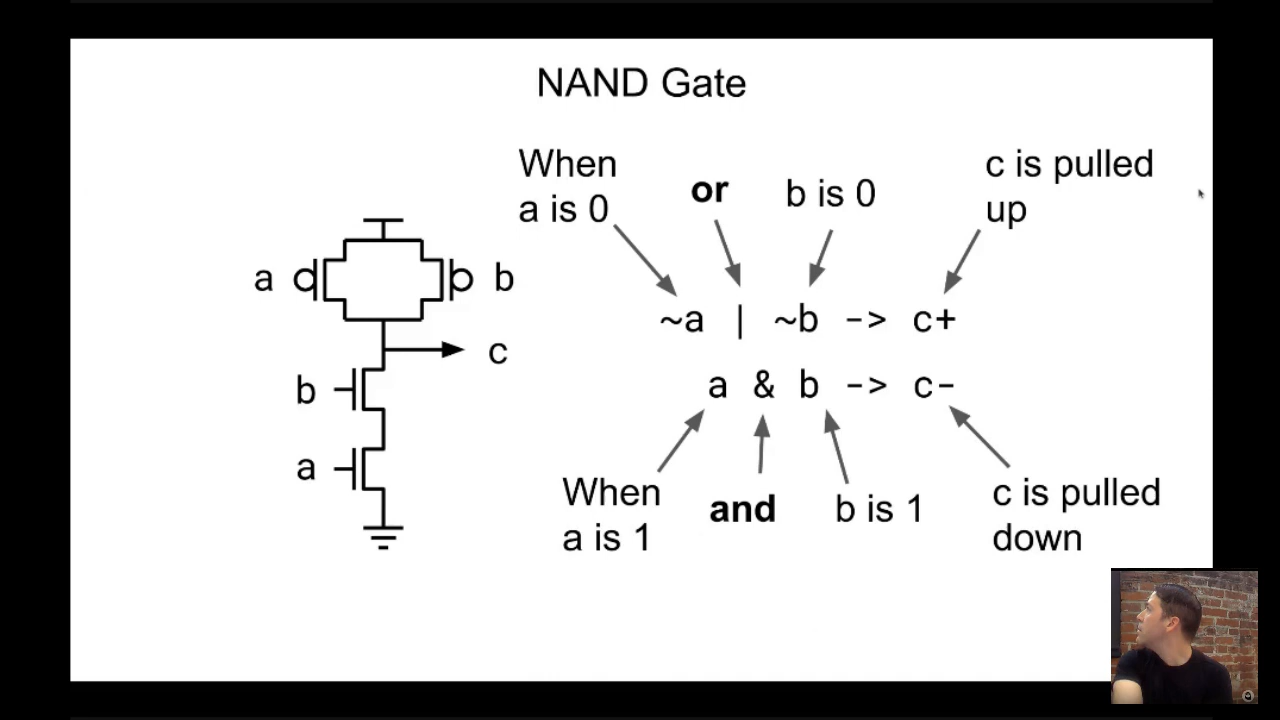 NAND Gate
When
a is 0
or
b is 0
c is pulled
up
~a | ~b -> c+
a & b -> c-
When
a is 1
and
b is 1
c is pulled
down
a
b
c
b
a